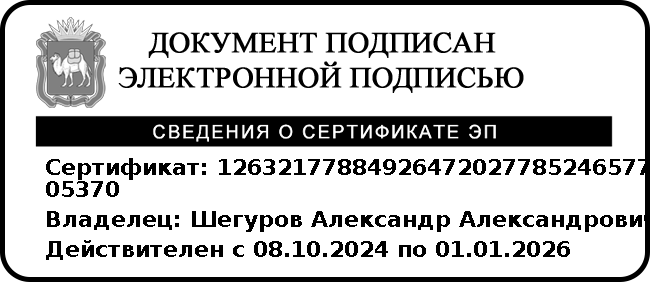 ДОКУМЕНТ ПОДПИСАН
ЭЛЕКТРОННОЙ ПОДПИСЬЮ
СВЕДЕНИЯ О СЕРТИФИКАТЕ ЭП
Сертификат: 12632177884926472027785246577
05370
Владелец: Шегуров Александр Александрович
Действителен с 08.10.2024 по 01.01.2026